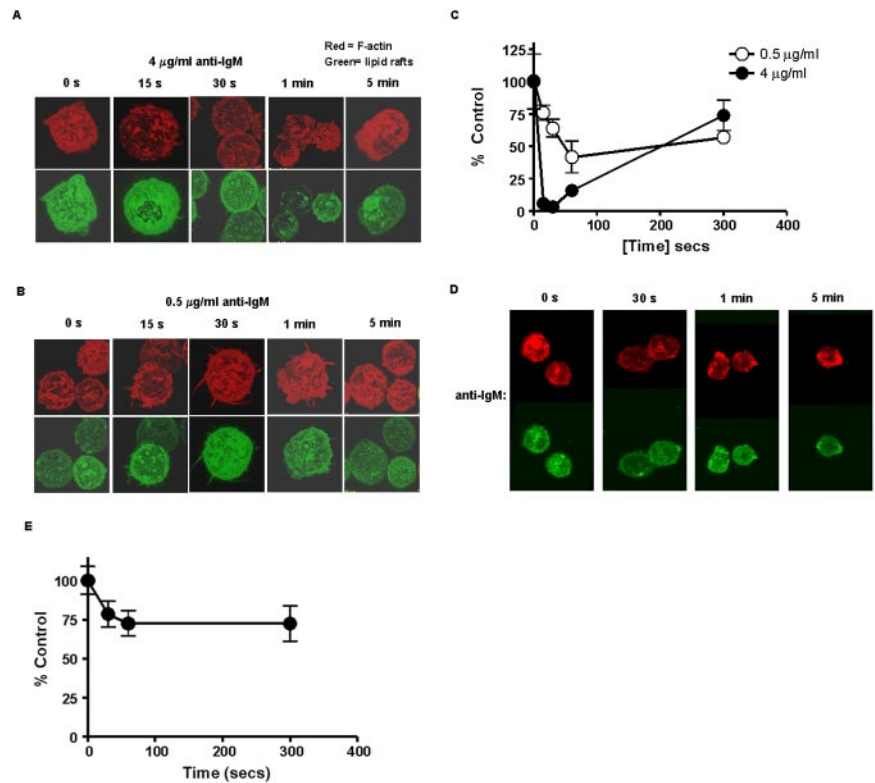 A
4 µg/ml anti-IgM
Red = F-actin
Green= lipid rafts
0 s 15 s 30 s 1 min 5 min
B
0.5 µg/ml anti-IgM
0 s 15 s 30 s 1 min 5 min
C
0.5 µg/ml
4 µg/ml
% Control
125
100
75
50
25
0
0 100 200 300 400
[Time] secs
D
0 s 30 s 1 min 5 min
anti-IgM:
E
% Control
100
75
50
25
0
0 100 200 300 400
Time (secs)